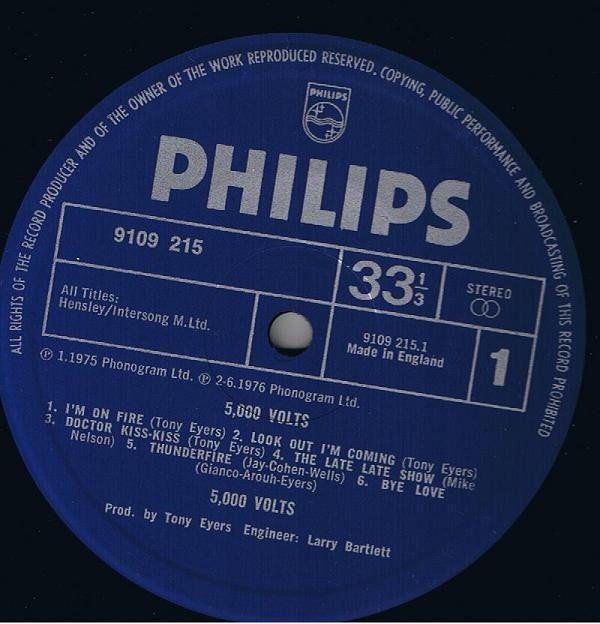 ALL RIGHTS OF THE RECORD PRODUCER AND OF THE OWNER OF THE WORK REPRODUCED RESERVED. COPYING, PUBLIC PERFORMANCE AND BROADCASTING OF THIS RECORD PROHIBITED
PHILIPS
PHILIPS
9109 215
33 1/3
STEREO
All Titles:
Hensley/Intersong M.Ltd.
9109 215.1
Made in England
1
℗ 1.1975 Phonogram Ltd. ℗ 2-6.1976 Phonogram Ltd.
5,000 VOLTS
1. I'M ON FIRE (Tony Eyers) 2. LOOK OUT I'M COMING (Tony Eyers)
3. DOCTOR KISS-KISS (Tony Eyers) 4. THE LATE LATE SHOW (Mike
Nelson) 5. THUNDERFIRE (Jay-Cohen-Wells) 6. BYE LOVE
(Gianco-Arouh-Eyers)
5,000 VOLTS
Prod. by Tony Eyers Engineer: Larry Bartlett